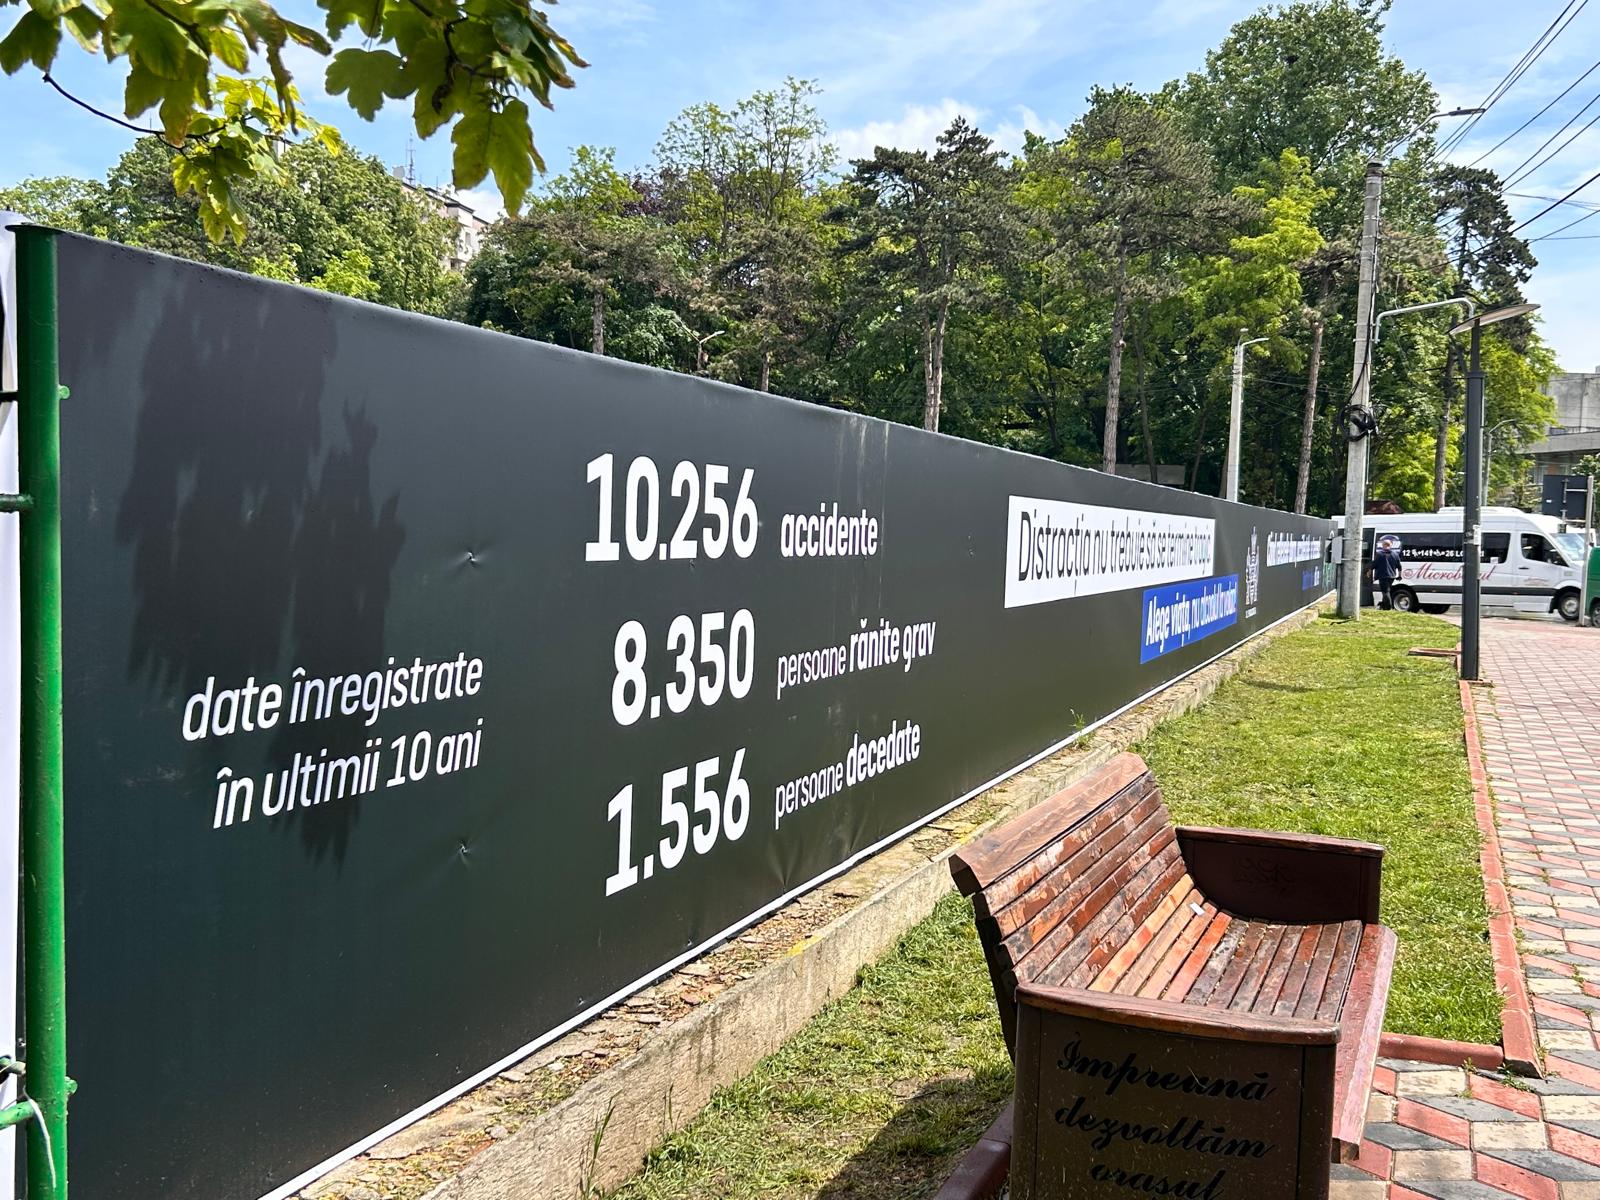 date înregistrate
în ultimii 10 ani
10.256 accidente
8.350 persoane rănite grav
1.556 persoane decedate
Distracția nu trebuie să se termine tragic
Alege viața, nu alcoolul la volan!
Microbuzul
Împreună
dezvoltăm
orașul